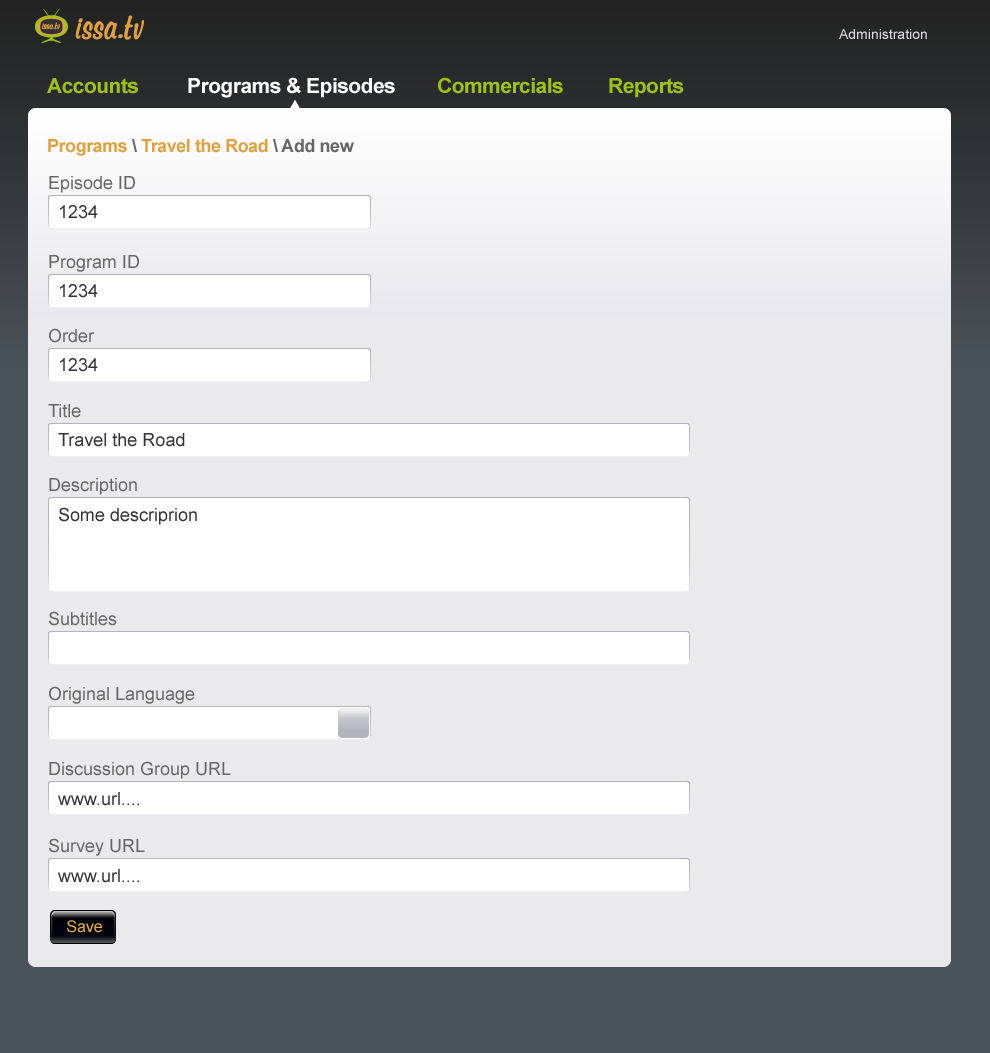 issa.tv issa.tv
Administration
Accounts Programs & Episodes Commercials Reports
Programs \ Travel the Road \ Add new
Episode ID
1234
Program ID
1234
Order
1234
Title
Travel the Road
Description
Some descriprion
Subtitles
Original Language
Discussion Group URL
www.url....
Survey URL
www.url....
Save